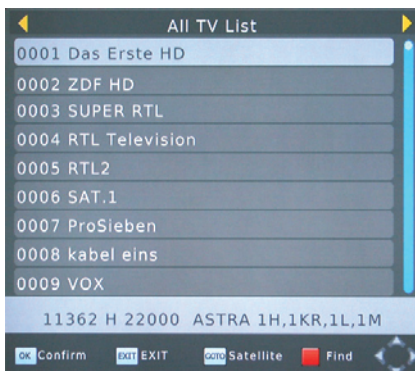 All TV List
0001 Das Erste HD
0002 ZDF HD
0003 SUPER RTL
0004 RTL Television
0005 RTL2
0006 SAT.1
0007 ProSieben
0008 kabel eins
0009 VOX
11362 H 22000 ASTRA 1H,1KR,1L,1M
OK Confirm EXIT EXIT GOTO Satellite Find